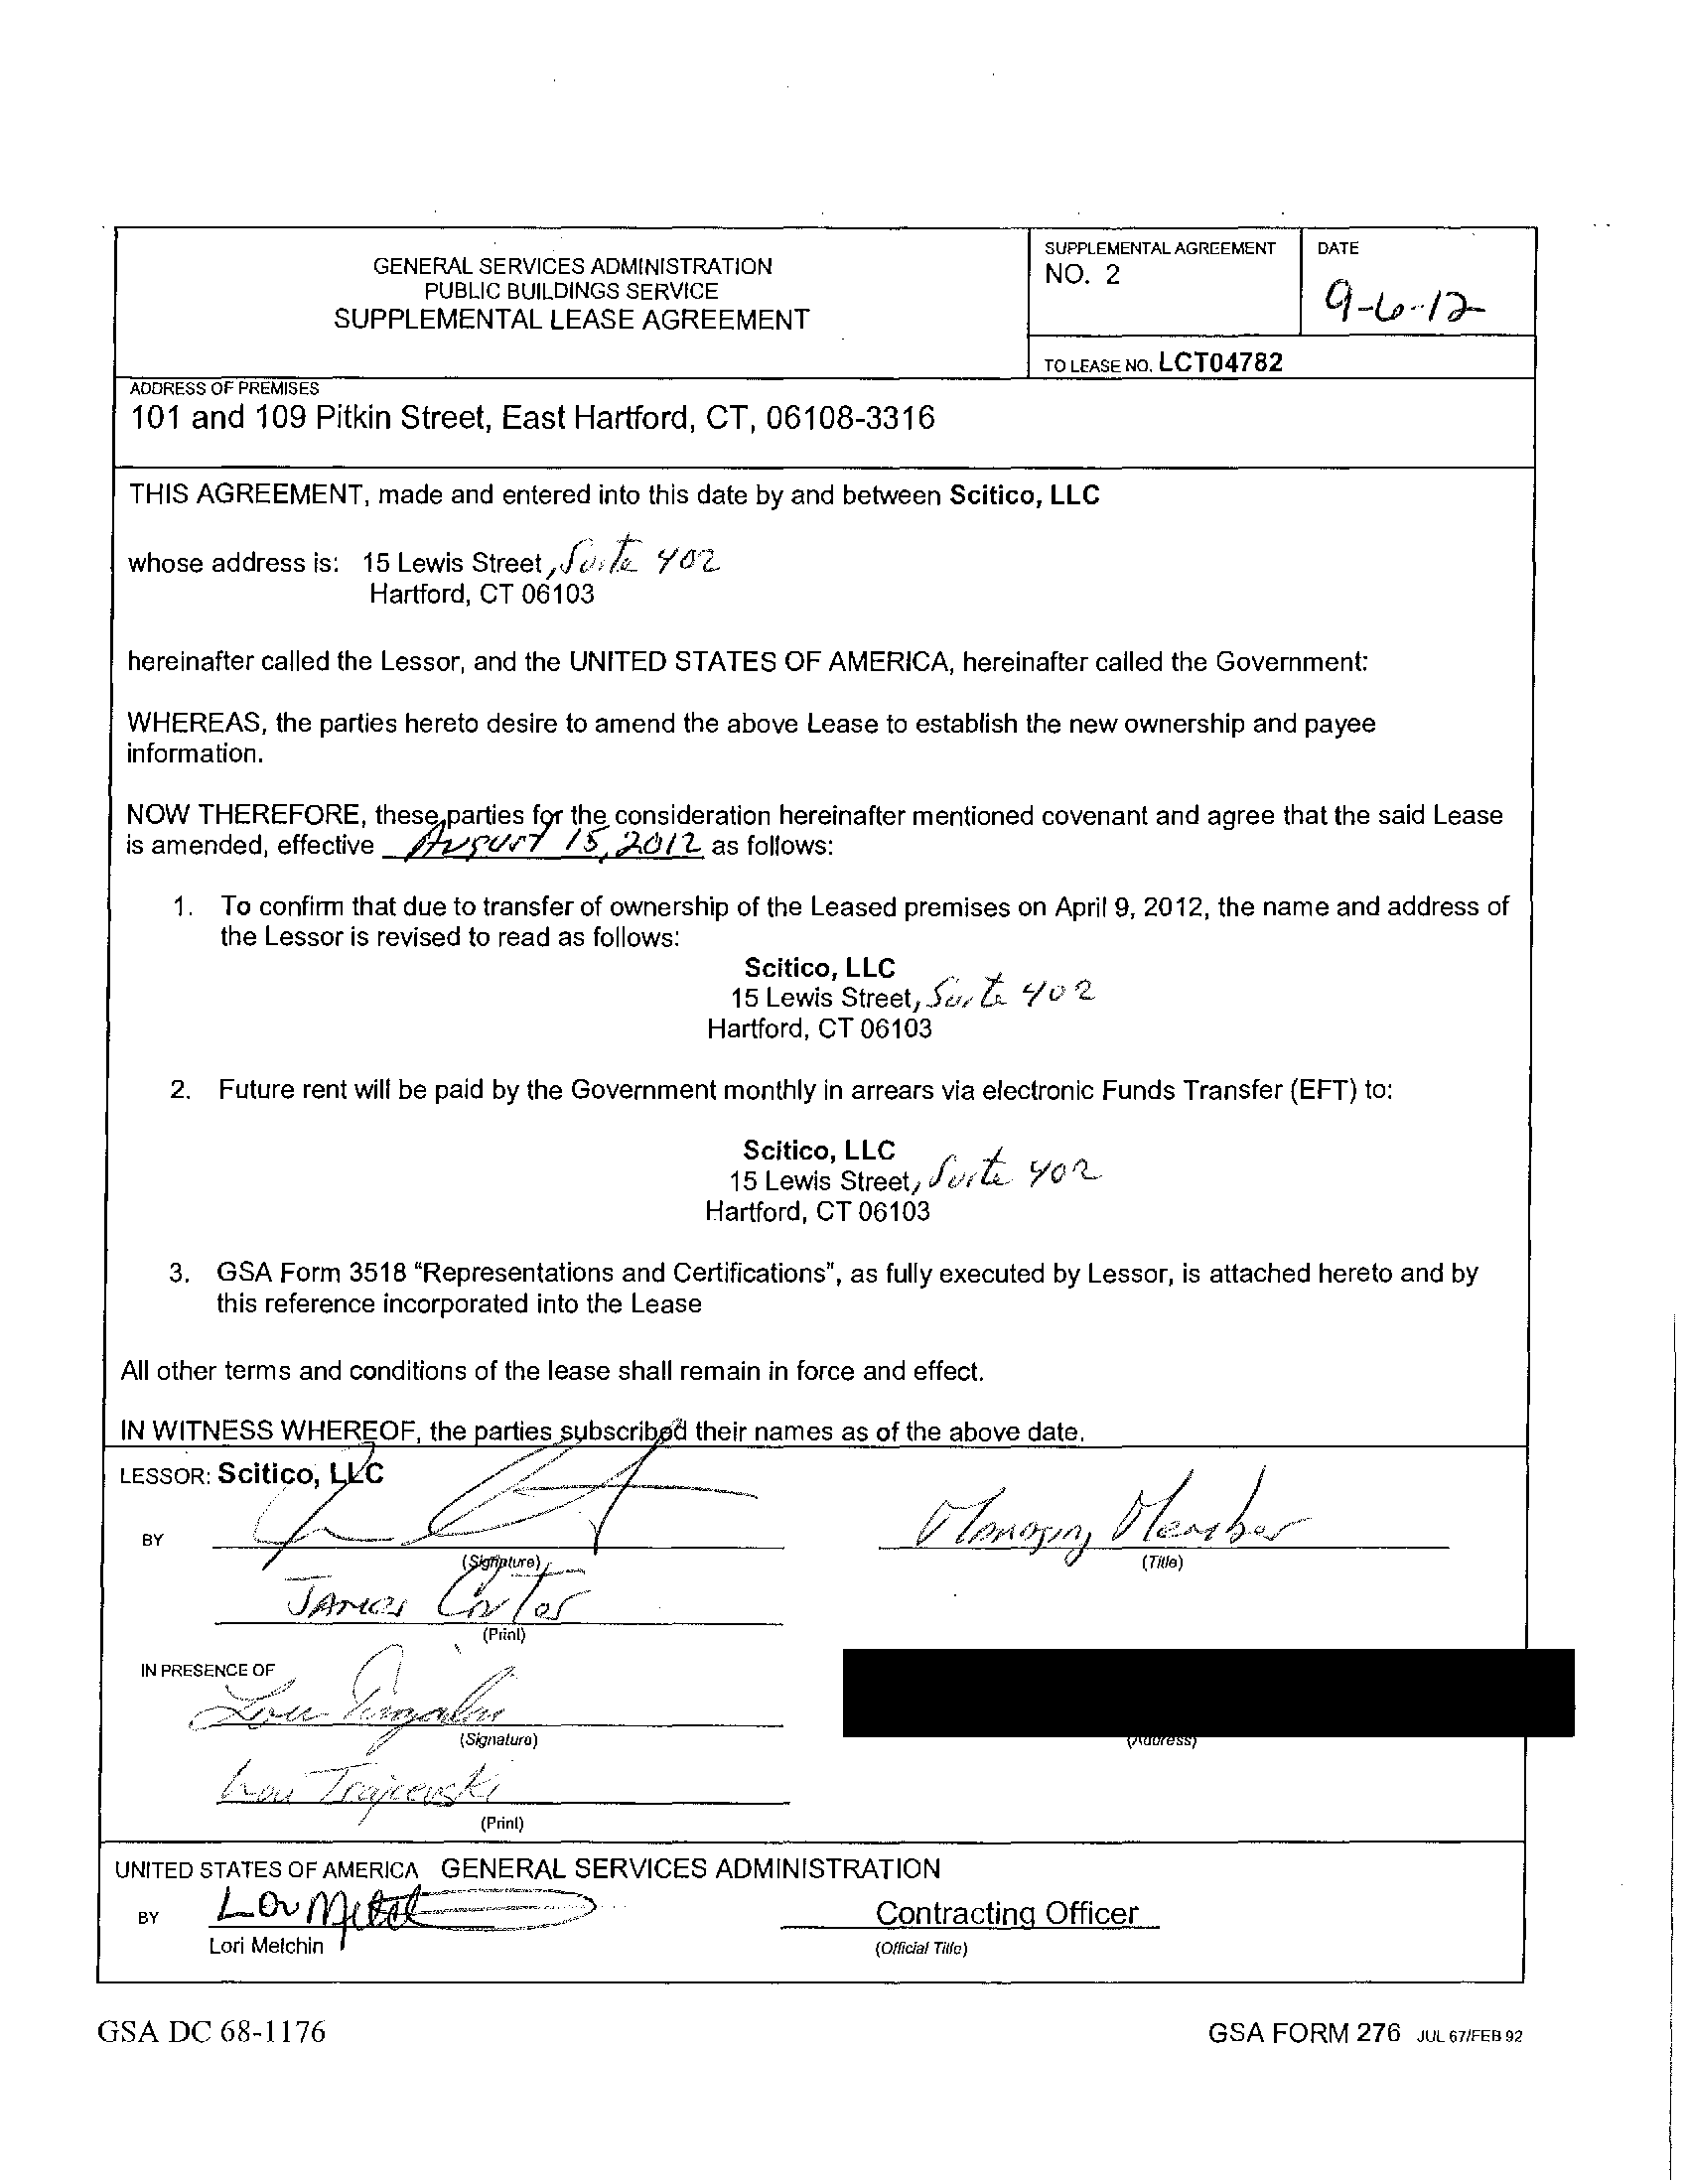 GENERAL SERVICES ADMINISTRATION
PUBLIC BUILDINGS SERVICE
SUPPLEMENTAL LEASE AGREEMENT
SUPPLEMENTAL AGREEMENT
NO. 2
DATE
9-6-12
TO LEASE NO. LCT04782
ADDRESS OF PREMISES
101 and 109 Pitkin Street, East Hartford, CT, 06108-3316
THIS AGREEMENT, made and entered into this date by and between Scitico, LLC
whose address is: 15 Lewis Street, Suite 402
Hartford, CT 06103
hereinafter called the Lessor, and the UNITED STATES OF AMERICA, hereinafter called the Government:
WHEREAS, the parties hereto desire to amend the above Lease to establish the new ownership and payee
information.
NOW THEREFORE, these parties for the consideration hereinafter mentioned covenant and agree that the said Lease
is amended, effective August 15, 2012 as follows:
1. To confirm that due to transfer of ownership of the Leased premises on April 9, 2012, the name and address of
the Lessor is revised to read as follows:
Scitico, LLC
15 Lewis Street, Suite 402
Hartford, CT 06103
2. Future rent will be paid by the Government monthly in arrears via electronic Funds Transfer (EFT) to:
Scitico, LLC
15 Lewis Street, Suite 402
Hartford, CT 06103
3. GSA Form 3518 "Representations and Certifications", as fully executed by Lessor, is attached hereto and by
this reference incorporated into the Lease
All other terms and conditions of the lease shall remain in force and effect.
IN WITNESS WHEREOF, the parties subscribed their names as of the above date.
LESSOR: Scitico, LLC
BY
Managing Member
(Signature)
(Title)
James
(Print)
IN PRESENCE OF
(Signature)
(Address)
Trajcevski
(Print)
UNITED STATES OF AMERICA GENERAL SERVICES ADMINISTRATION
BY
Contracting Officer
Lori Melchin
(Official Title)
GSA DC 68-1176
GSA FORM 276 JUL 67/FEB 92